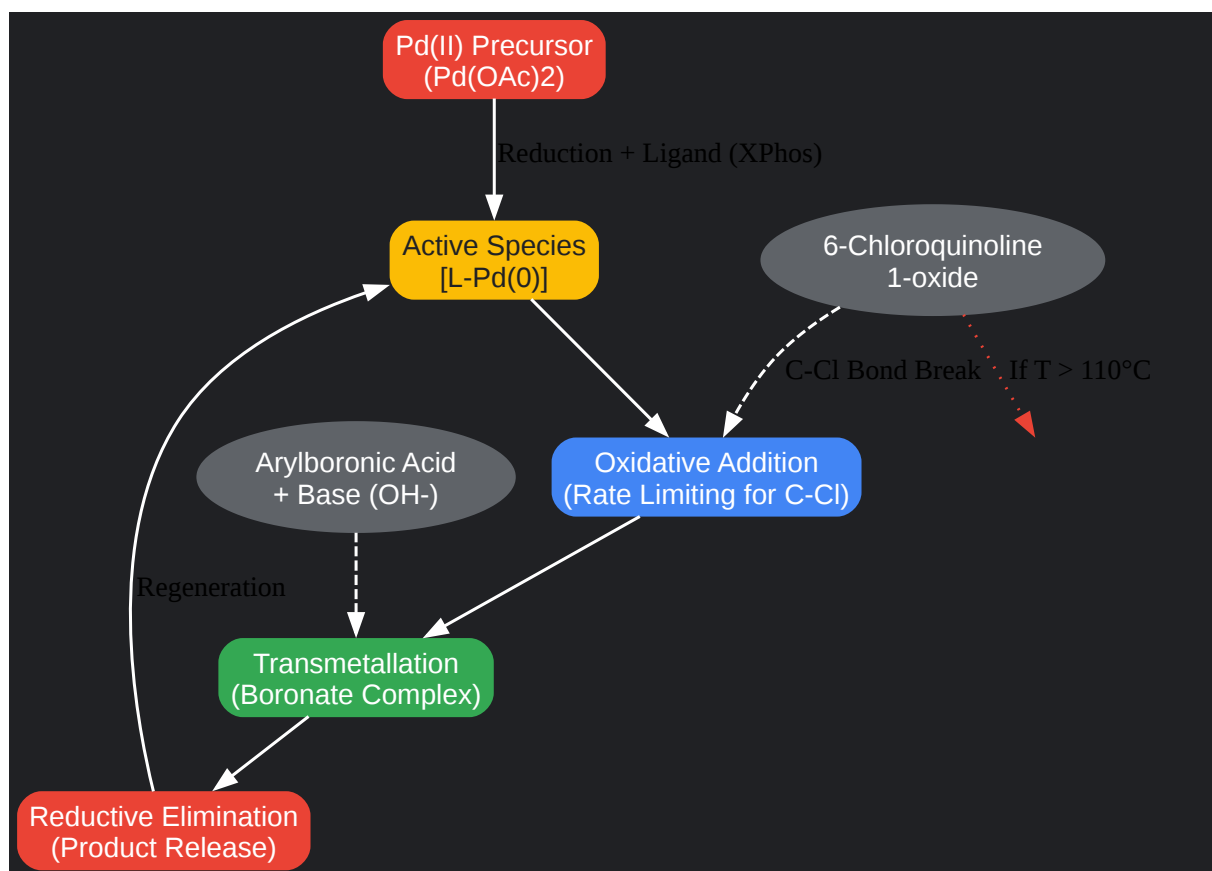 Pd(II) Precursor
(Pd(OAc)2)
Reduction + Ligand (XPhos)
Active Species
[L-Pd(0)]
6-Chloroquinoline
1-oxide
C-Cl Bond Break
If T > 110°C
Arylboronic Acid
+ Base (OH-)
Oxidative Addition
(Rate Limiting for C-Cl)
Regeneration
Transmetallation
(Boronate Complex)
Reductive Elimination
(Product Release)